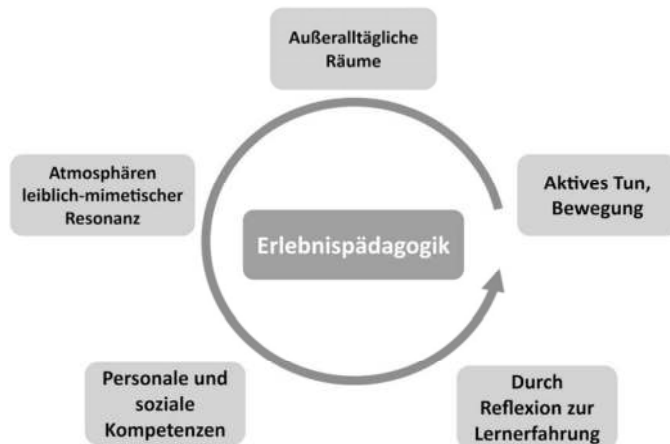 Außeralltägliche
Räume
Atmosphären
leiblich-mimetischer
Resonanz
Aktives Tun,
Bewegung
Erlebnispädagogik
Personale und
soziale
Kompetenzen
Durch
Reflexion zur
Lernerfahrung